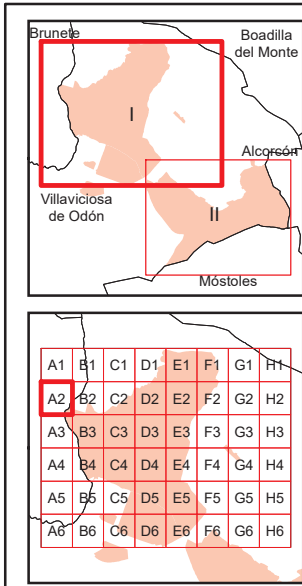 Brunete
Boadilla
del Monte
I
Alcorcón
Villaviciosa
de Odón
II
Móstoles
A1 B1 C1 D1 E1 F1 G1 H1
A2 B2 C2 D2 E2 F2 G2 H2
A3 B3 C3 D3 E3 F3 G3 H3
A4 B4 C4 D4 E4 F4 G4 H4
A5 B5 C5 D5 E5 F5 G5 H5
A6 B6 C6 D6 E6 F6 G6 H6